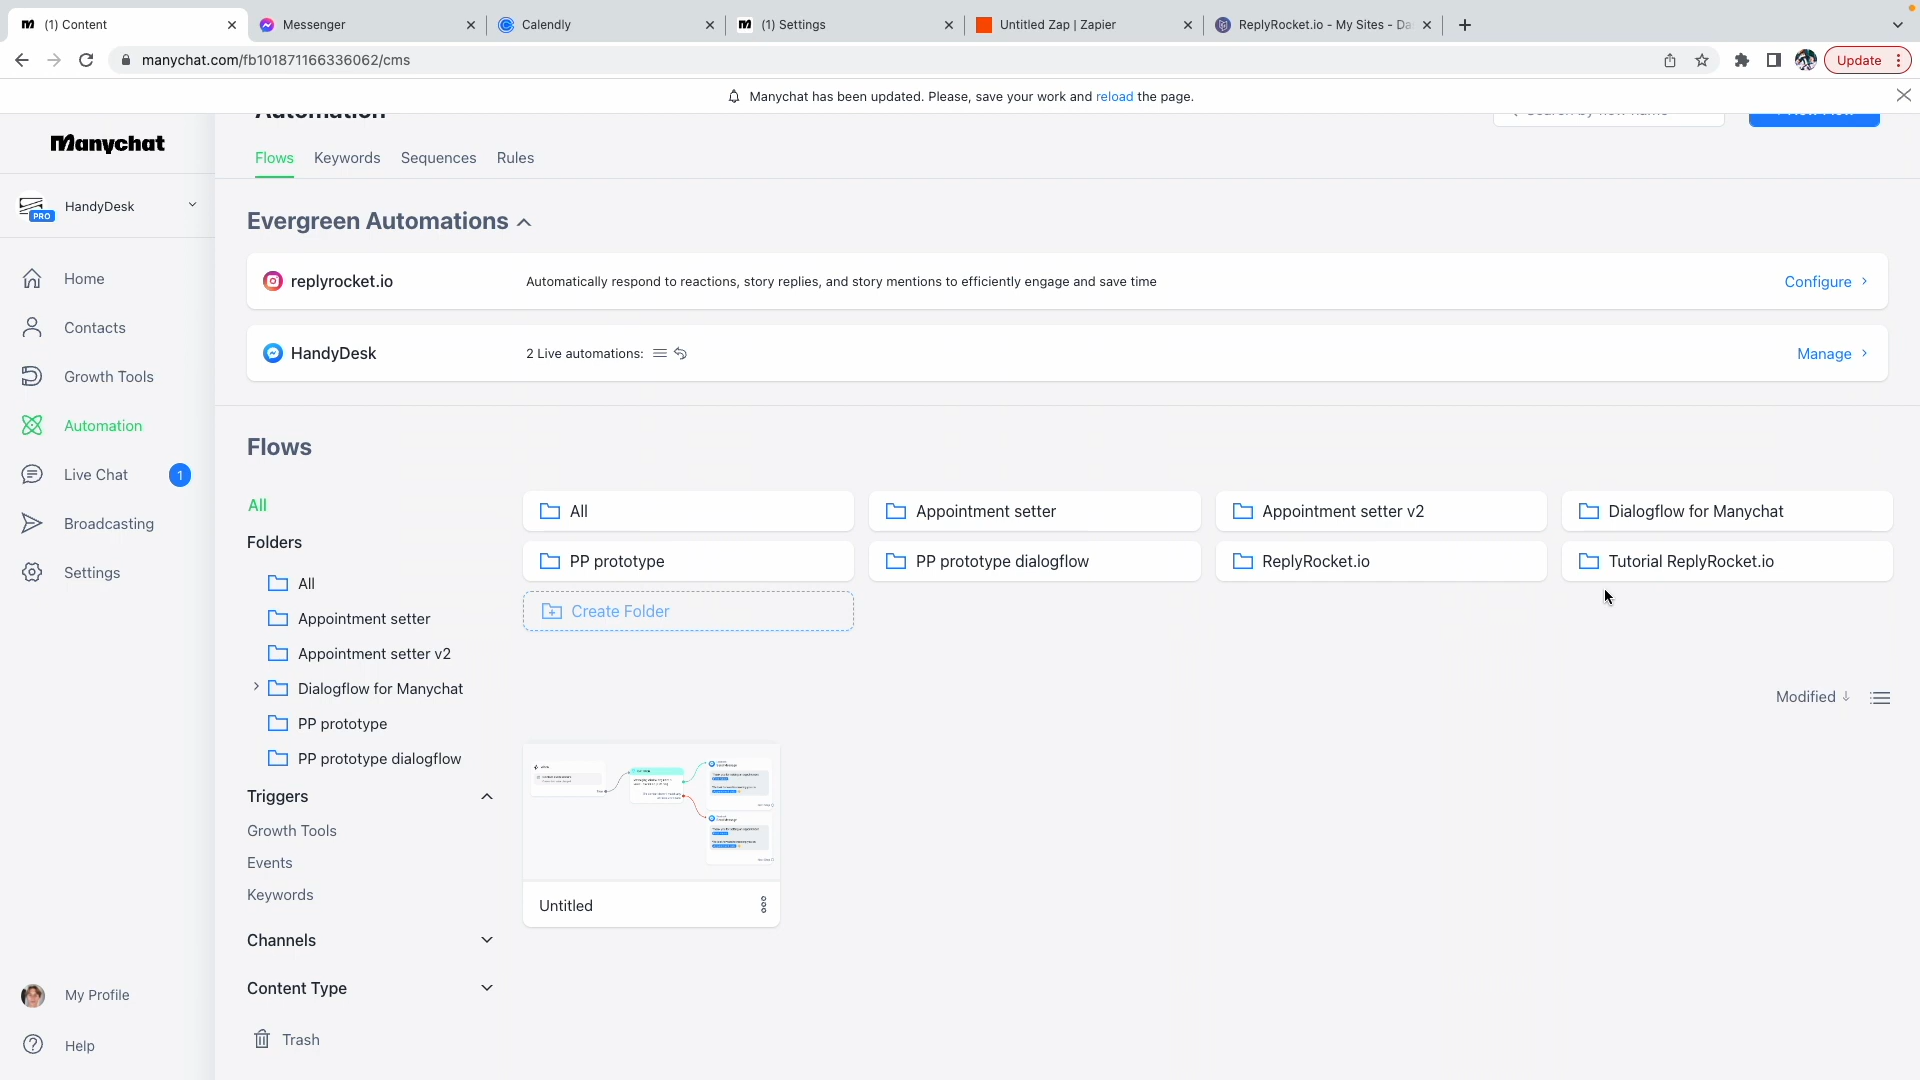 (1) Content
Messenger
Calendly
(1) Settings
Untitled Zap | Zapier
ReplyRocket.io - My Sites - Da
manychat.com/fb101871166336062/cms
Update
Manychat has been updated. Please, save your work and reload the page.
Manychat
Automation
Flows
Keywords
Sequences
Rules
PRO
HandyDesk
Evergreen Automations
replyrocket.io
Automatically respond to reactions, story replies, and story mentions to efficiently engage and save time
Configure
HandyDesk
2 Live automations:
Manage
Home
Contacts
Growth Tools
Automation
Live Chat
1
Broadcasting
Settings
My Profile
Help
Flows
All
Folders
All
Appointment setter
Appointment setter v2
Dialogflow for Manychat
PP prototype
PP prototype dialogflow
Triggers
Growth Tools
Events
Keywords
Channels
Content Type
Trash
All
Appointment setter
Appointment setter v2
Dialogflow for Manychat
PP prototype
PP prototype dialogflow
ReplyRocket.io
Tutorial ReplyRocket.io
Create Folder
Modified ↓
Untitled